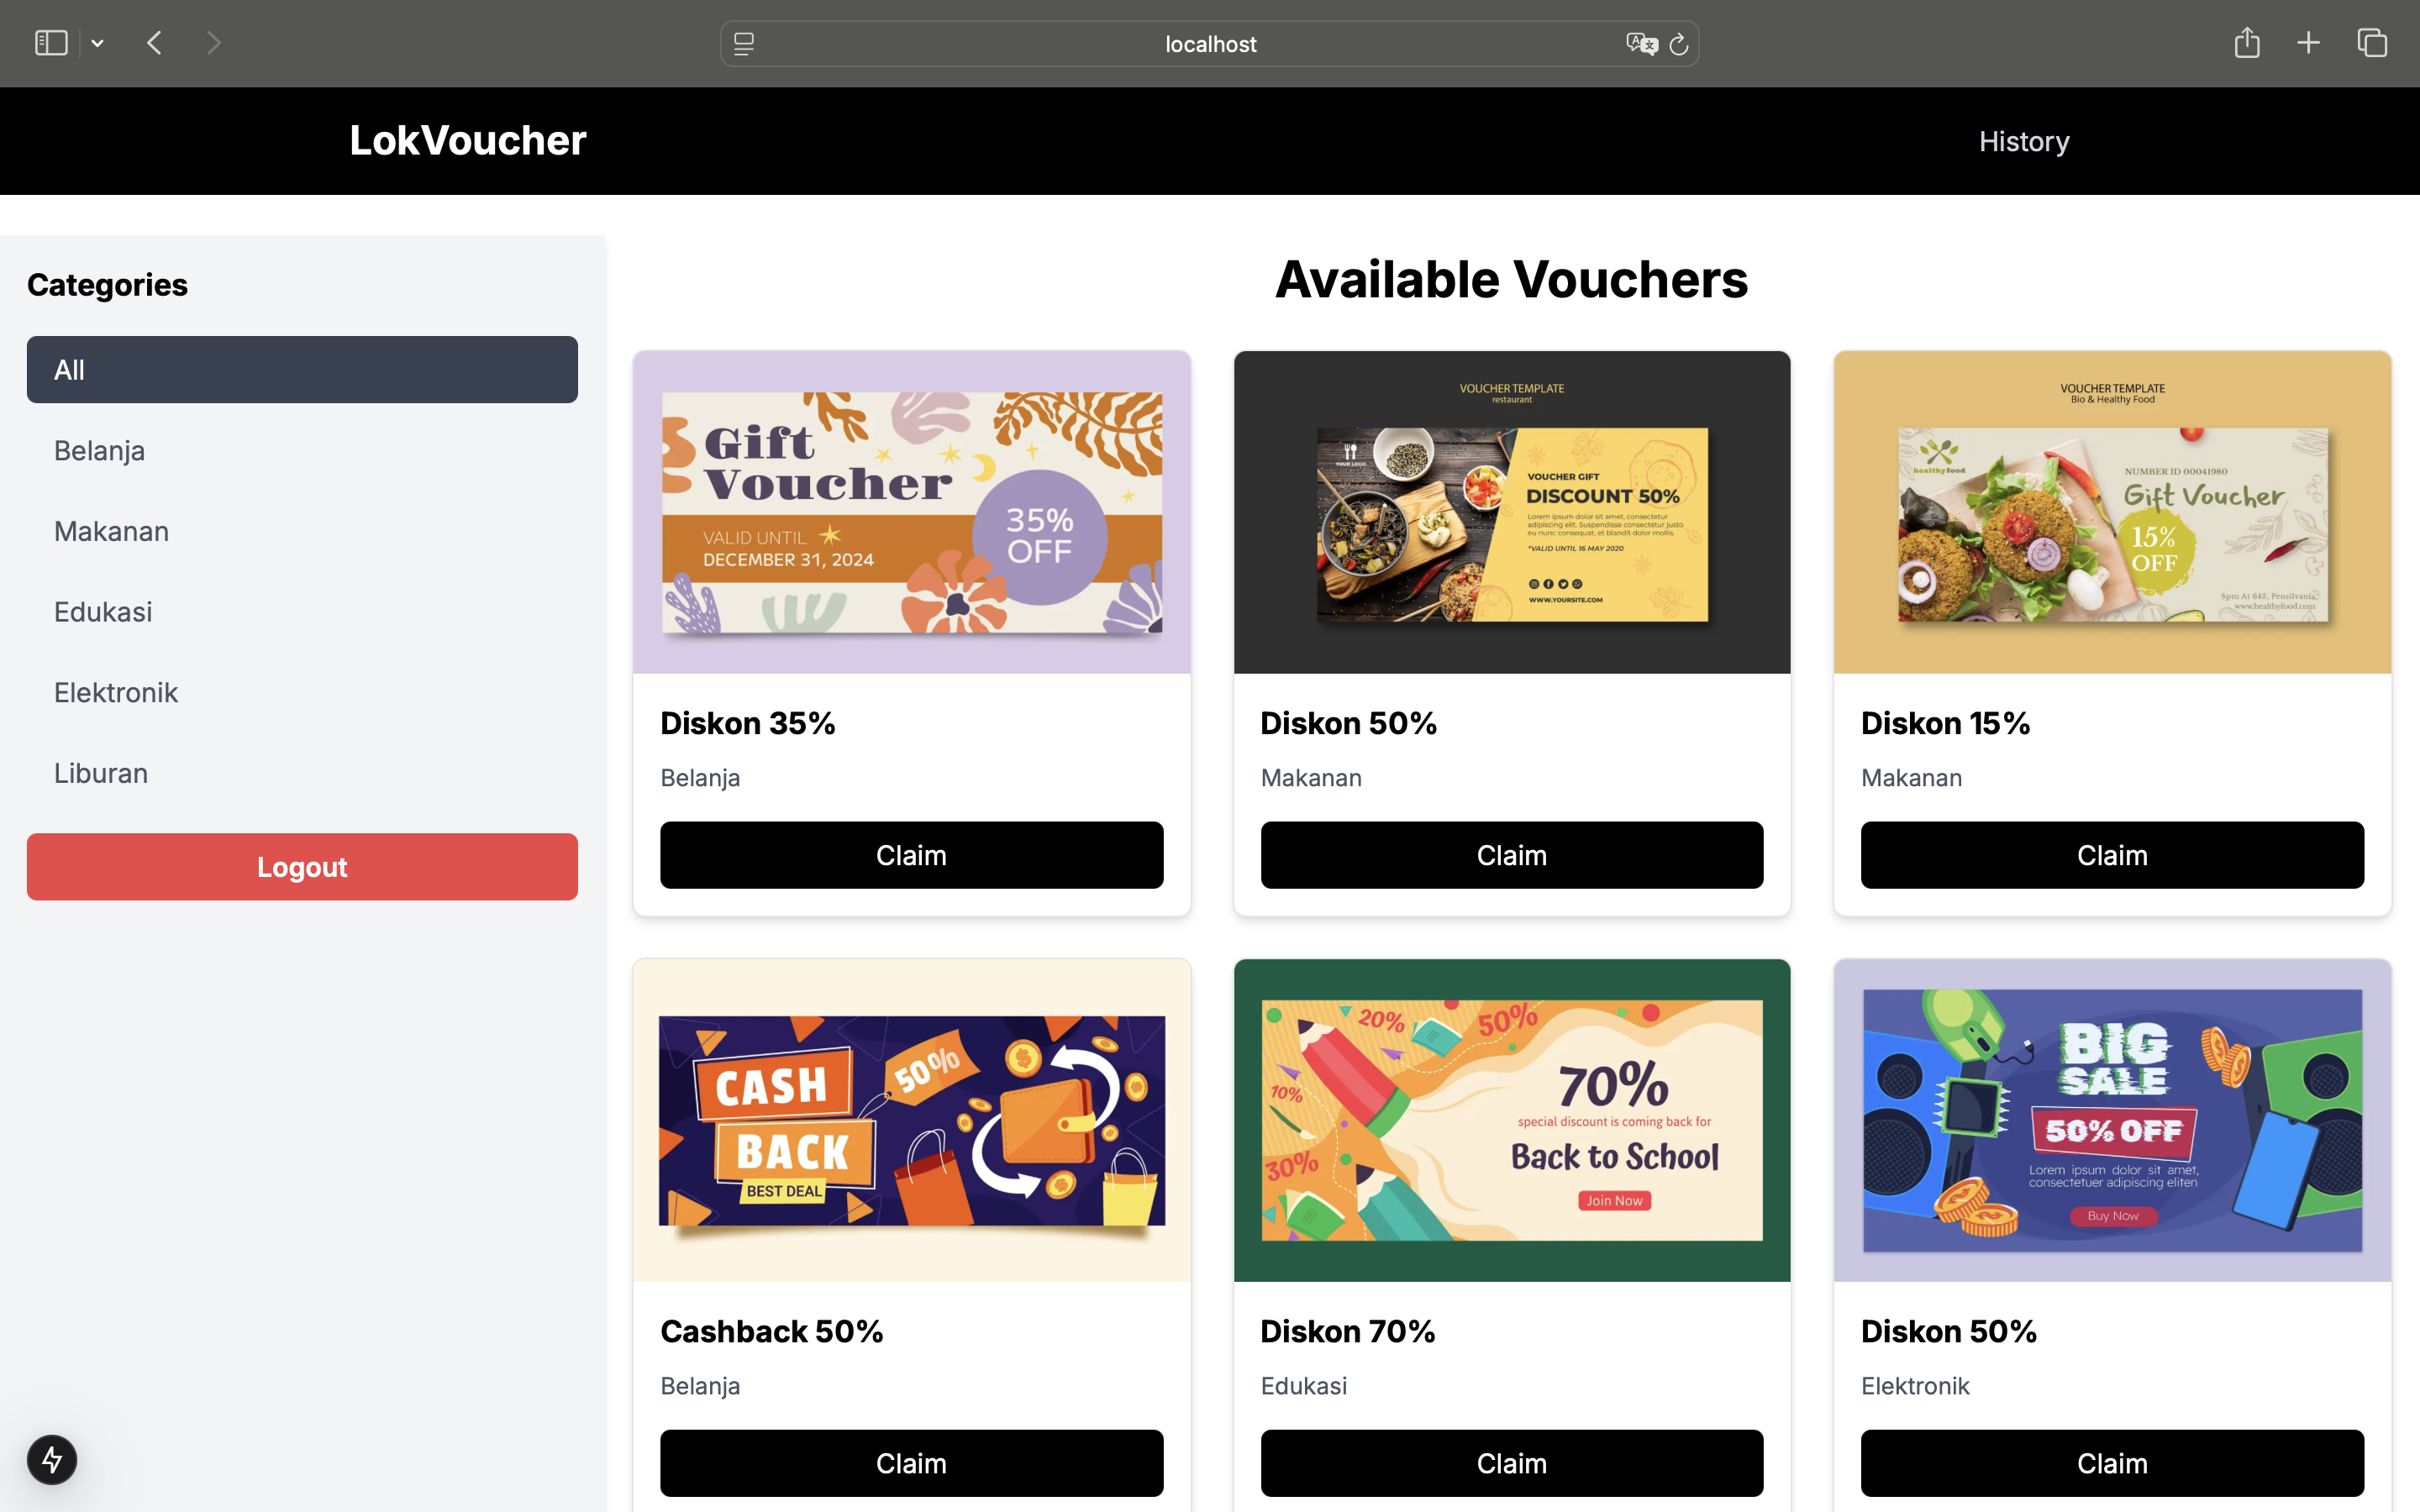 localhost
LokVoucher
History
Categories
All
Belanja
Makanan
Edukasi
Elektronik
Liburan
Logout
Available Vouchers
Gift
Voucher
VALID UNTIL
DECEMBER 31, 2024
35%
OFF
Diskon 35%
Belanja
Claim
VOUCHER TEMPLATE
restaurant
YOUR LOGO
VOUCHER GIFT
DISCOUNT 50%
Lorem ipsum dolor sit amet, consectetur
adipiscing elit. Suspendisse consectetur justo
eu nunc consequat, et blandit dolor mollis.
*VALID UNTIL 16 MAY 2020
WWW.YOURSITE.COM
Diskon 50%
Makanan
Claim
VOUCHER TEMPLATE
Bio & Healthy Food
healthyfood
NUMBER ID 00041980
Gift Voucher
15%
OFF
Spm At 643, Pensilvania
www.healthyfood.com
Diskon 15%
Makanan
Claim
CASH
BACK
BEST DEAL
50%
Cashback 50%
Belanja
Claim
20%
50%
10%
30%
70%
special discount is coming back for
Back to School
Join Now
Diskon 70%
Edukasi
Claim
BIG
SALE
50% OFF
Lorem ipsum dolor sit amet,
consectetuer adipiscing eliten
Buy Now
Diskon 50%
Elektronik
Claim